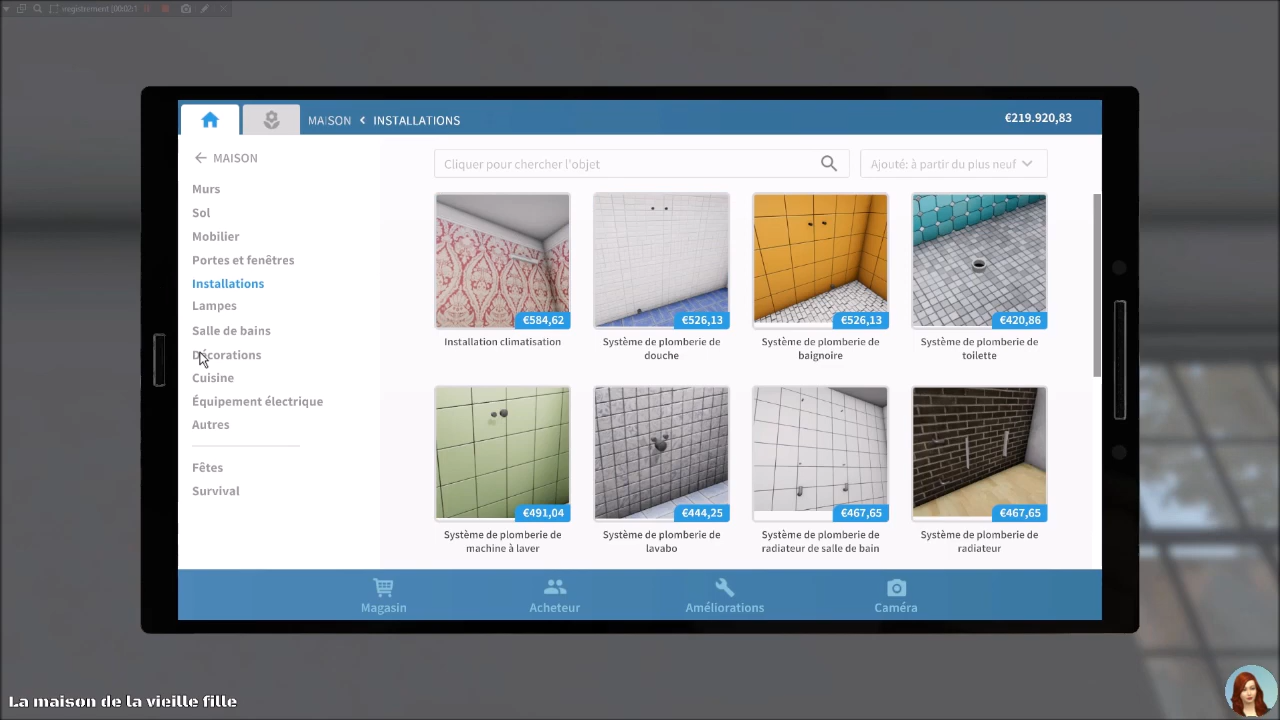 MAISON < INSTALLATIONS
€219.920,83
← MAISON
Murs
Sol
Mobilier
Portes et fenêtres
Installations
Lampes
Salle de bains
Décorations
Cuisine
Équipement électrique
Autres
Fêtes
Survival
Cliquer pour chercher l'objet
Ajouté: à partir du plus neuf
€584,62
Installation climatisation
€526,13
Système de plomberie de
douche
€526,13
Système de plomberie de
baignoire
€420,86
Système de plomberie de
toilette
€491,04
Système de plomberie de
machine à laver
€444,25
Système de plomberie de
lavabo
€467,65
Système de plomberie de
radiateur de salle de bain
€467,65
Système de plomberie de
radiateur
Magasin
Acheteur
Améliorations
Caméra
La maison de la vieille fille